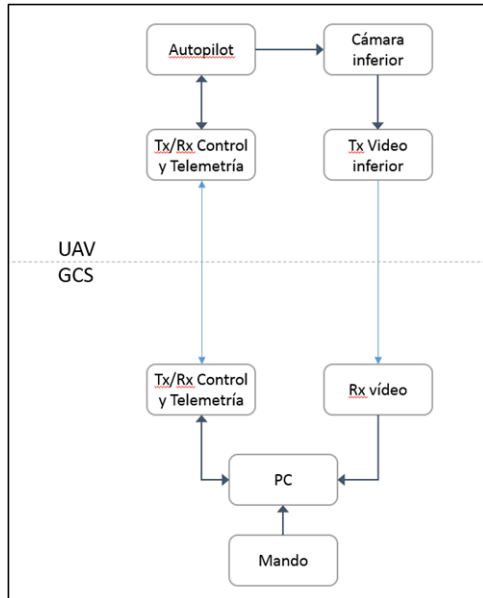 Autopilot
Cámara
inferior
Tx/Rx Control
y Telemetría
Tx Video
inferior
UAV
GCS
Tx/Rx Control
y Telemetría
Rx vídeo
PC
Mando